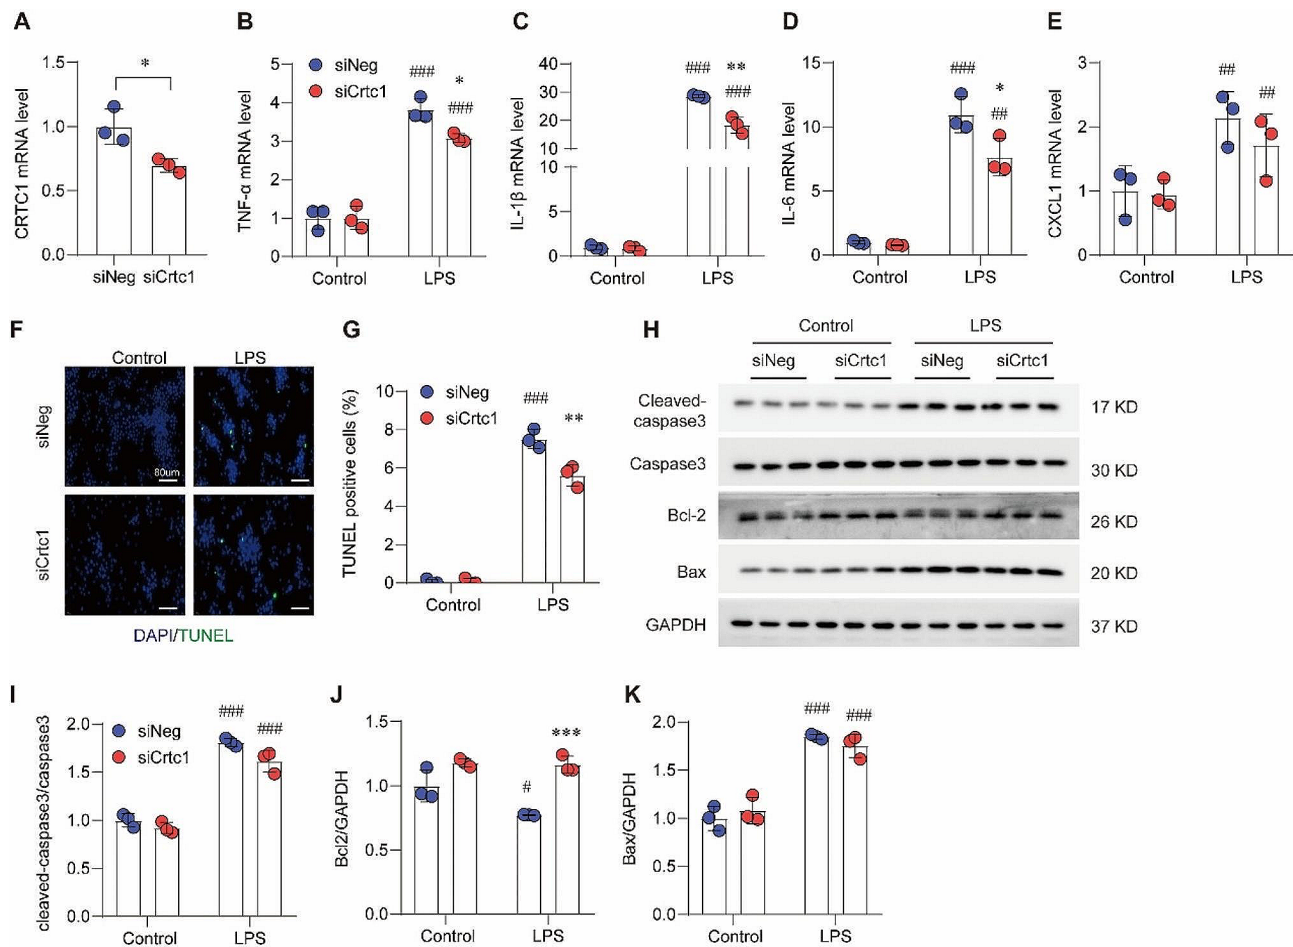 A
CRTC1 mRNA level
1.5
1.0
0.5
0.0
*
siNeg siCrtc1
B
TNF-α mRNA level
5
4
3
2
1
0
siNeg
siCrtc1
###
*
###
Control
LPS
C
IL-1β mRNA level
40
30
20
10
10
5
0
###
**
###
Control
LPS
D
IL-6 mRNA level
15
10
5
0
###
*
##
Control
LPS
E
CXCL1 mRNA level
3
2
1
0
##
##
Control
LPS
F
Control
LPS
siNeg
80um
siCrtc1
DAPI/TUNEL
G
TUNEL positive cells (%)
10
8
6
4
2
0
siNeg
siCrtc1
###
**
Control
LPS
H
Control
LPS
siNeg
siCrtc1
siNeg
siCrtc1
Cleaved-
caspase3
17 KD
Caspase3
30 KD
Bcl-2
26 KD
Bax
20 KD
GAPDH
37 KD
I
cleaved-caspase3/caspase3
2.0
1.5
1.0
0.5
0.0
siNeg
siCrtc1
###
###
Control
LPS
J
Bcl2/GAPDH
1.5
1.0
0.5
0.0
#
***
Control
LPS
K
Bax/GAPDH
2.0
1.5
1.0
0.5
0.0
###
###
Control
LPS